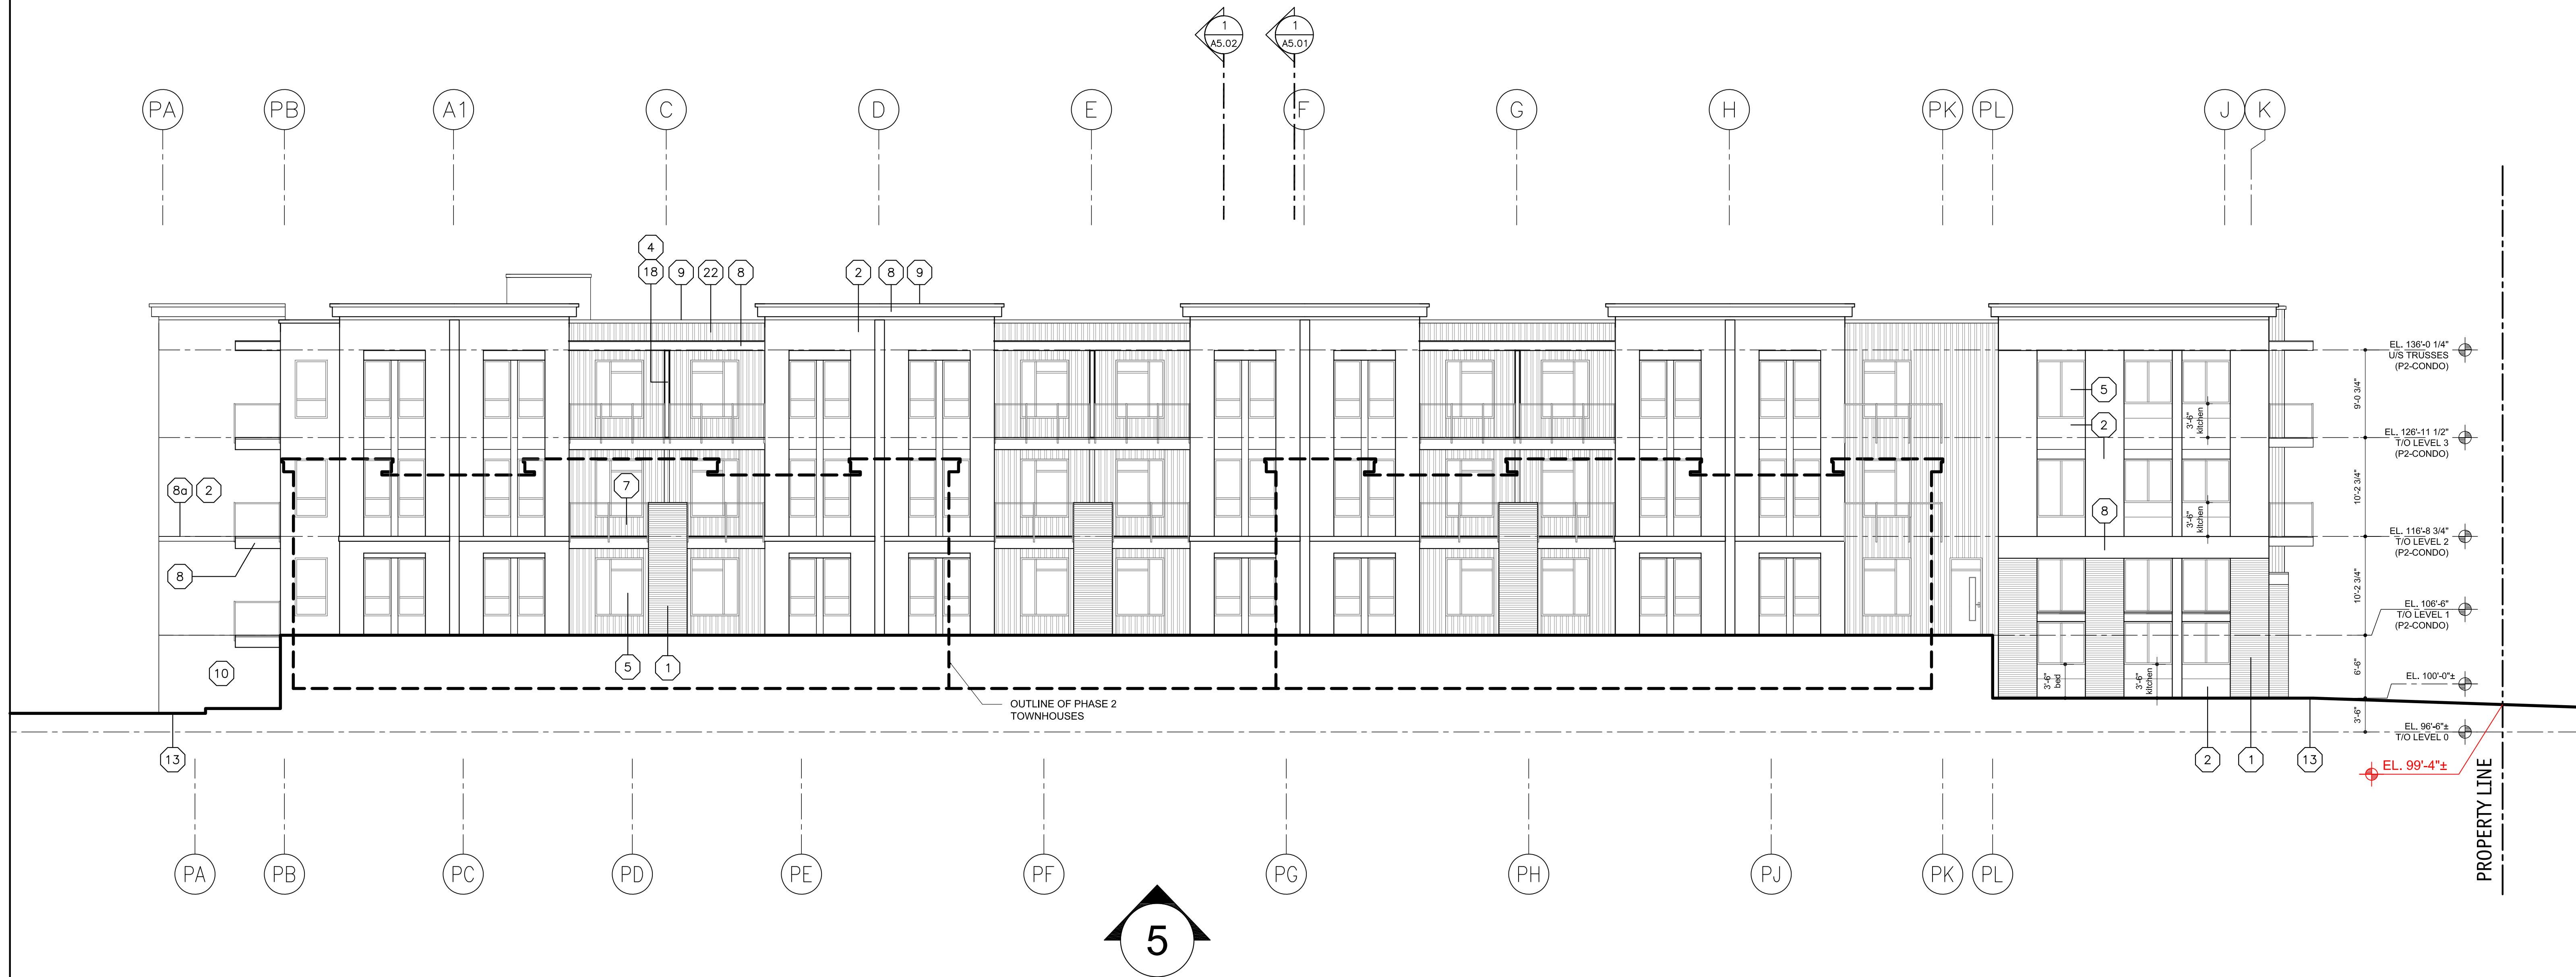 1
A5.02
1
A5.01
PA
PB
A1
C
D
E
F
G
H
PK
PL
J
K
4
18
9
22
8
2
8
9
EL. 136'-0 1/4"
U/S TRUSSES
(P2-CONDO)
5
9'-0 3/4"
3'-6"
kitchen
2
EL. 126'-11 1/2"
T/O LEVEL 3
(P2-CONDO)
8a
2
7
10'-2 3/4"
3'-6"
kitchen
8
EL. 116'-8 3/4"
T/O LEVEL 2
(P2-CONDO)
8
10'-2 3/4"
EL. 106'-6"
T/O LEVEL 1
(P2-CONDO)
10
5
1
3'-6"
bed
3'-6"
kitchen
6'-6"
EL. 100'-0"±
OUTLINE OF PHASE 2
TOWNHOUSES
3'-6"
EL. 96'-6"±
T/O LEVEL 0
13
2
1
13
EL. 99'-4"±
PROPERTY LINE
PA
PB
PC
PD
PE
PF
PG
PH
PJ
PK
PL
5